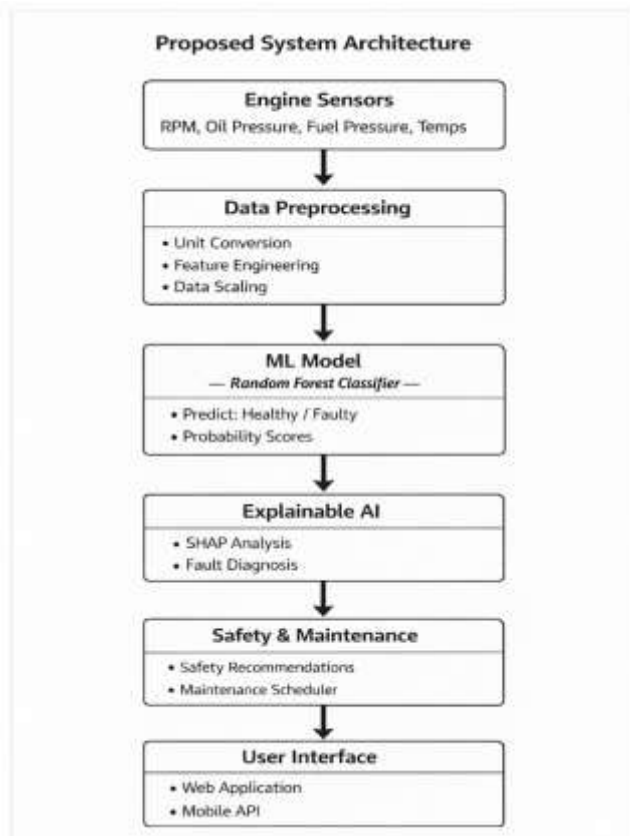 Proposed System Architecture
Engine Sensors
RPM, Oil Pressure, Fuel Pressure, Temps
Data Preprocessing
• Unit Conversion
• Feature Engineering
• Data Scaling
ML Model
— Random Forest Classifier —
• Predict: Healthy / Faulty
• Probability Scores
Explainable AI
• SHAP Analysis
• Fault Diagnosis
Safety & Maintenance
• Safety Recommendations
• Maintenance Scheduler
User Interface
• Web Application
• Mobile API